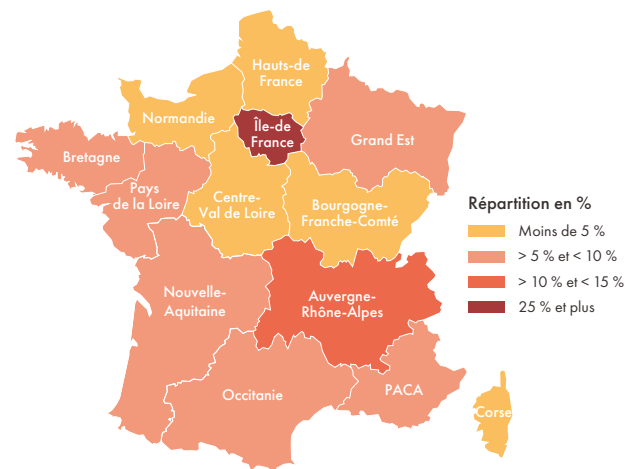 Hauts-de
France
Normandie
Île-de
France
Grand Est
Bretagne
Pays
de la Loire
Centre-
Val de Loire
Bourgogne-
Franche-Comté
Nouvelle-
Aquitaine
Auvergne-
Rhône-Alpes
Occitanie
PACA
Corse
Répartition en %
Moins de 5 %
> 5 % et < 10 %
> 10 % et < 15 %
25 % et plus